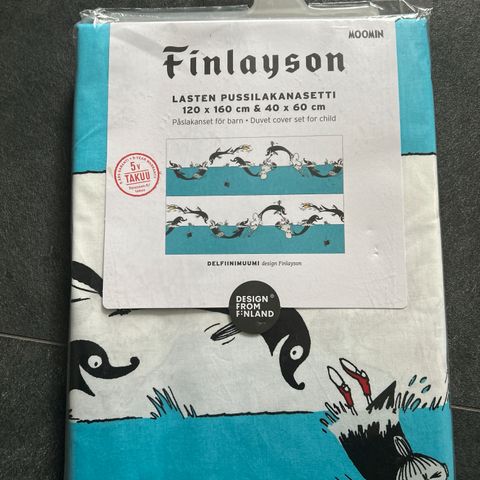 MOOMIN
Finlayson
LASTEN PUSSILAKANASETTI
120 x 160 cm & 40 x 60 cm
Påslakanset för barn • Duvet cover set for child
5 v
TAKUU
DELFIINIMUUMI design Finlayson
DESIGN
FROM
FINLAND